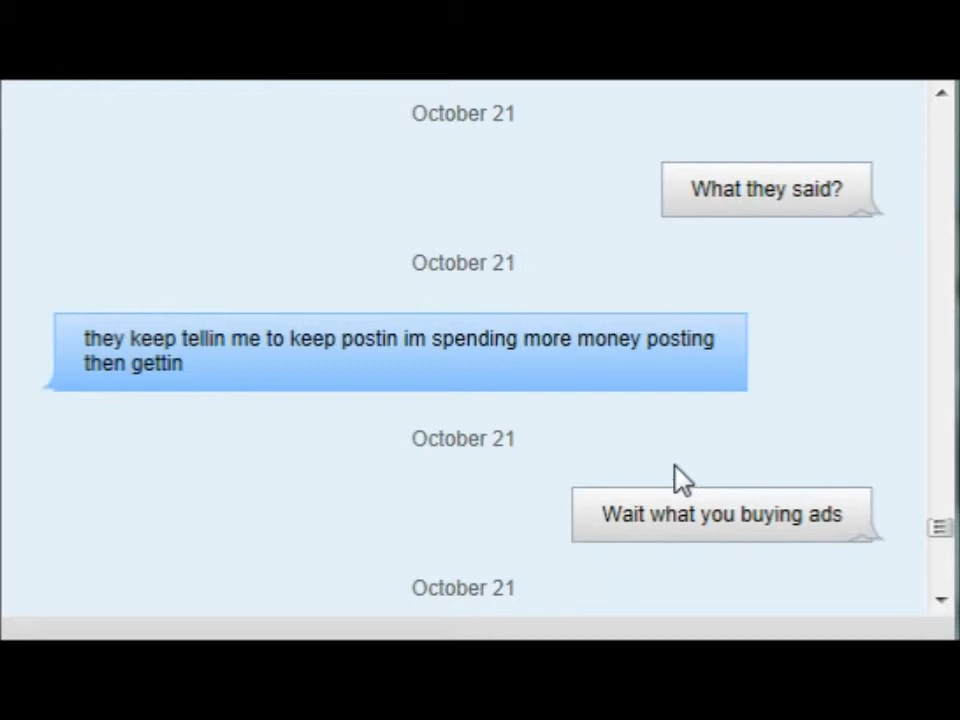 October 21
What they said?
October 21
they keep tellin me to keep postin im spending more money posting
then gettin
October 21
Wait what you buying ads
October 21